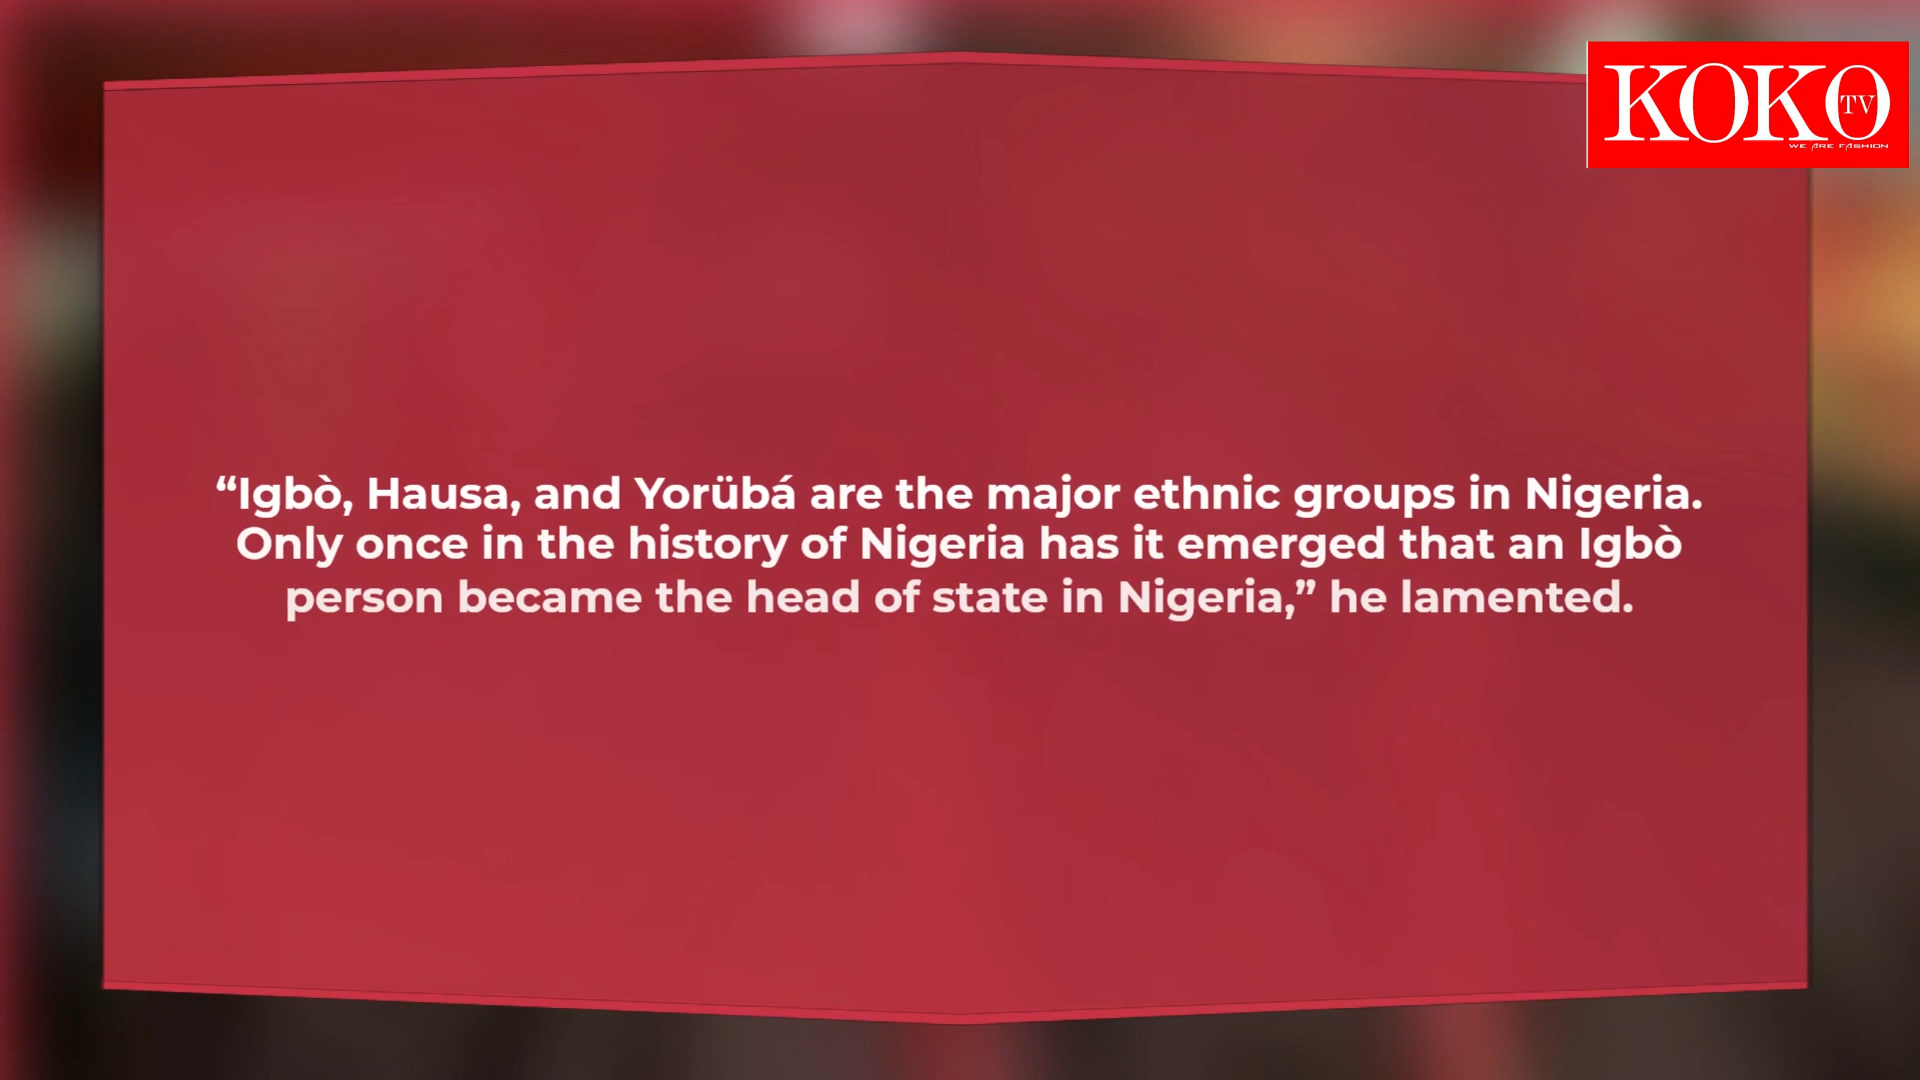 KOKO
TV
WE ARE FASHION
“Igbò, Hausa, and Yorübá are the major ethnic groups in Nigeria.
Only once in the history of Nigeria has it emerged that an Igbò
person became the head of state in Nigeria,” he lamented.